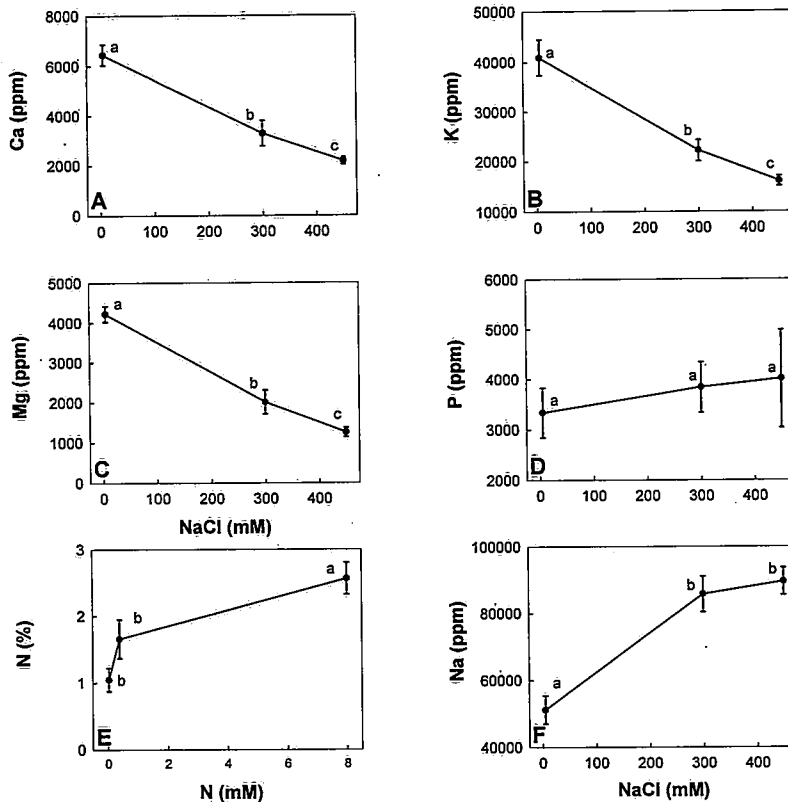 8000
6000
4000
2000
0
Ca (ppm)
a
b
c
A
0 100 200 300 400
50000
40000
30000
20000
10000
K (ppm)
a
b
c
B
0 100 200 300 400
5000
4000
3000
2000
1000
0
Mg (ppm)
a
b
c
C
0 100 200 300 400
NaCl (mM)
6000
5000
4000
3000
2000
P (ppm)
a
a
a
D
0 100 200 300 400
3
2
1
0
N (%)
b
b
a
E
0 2 4 6 8
N (mM)
100000
80000
60000
40000
Na (ppm)
a
b
b
F
0 100 200 300 400
NaCl (mM)